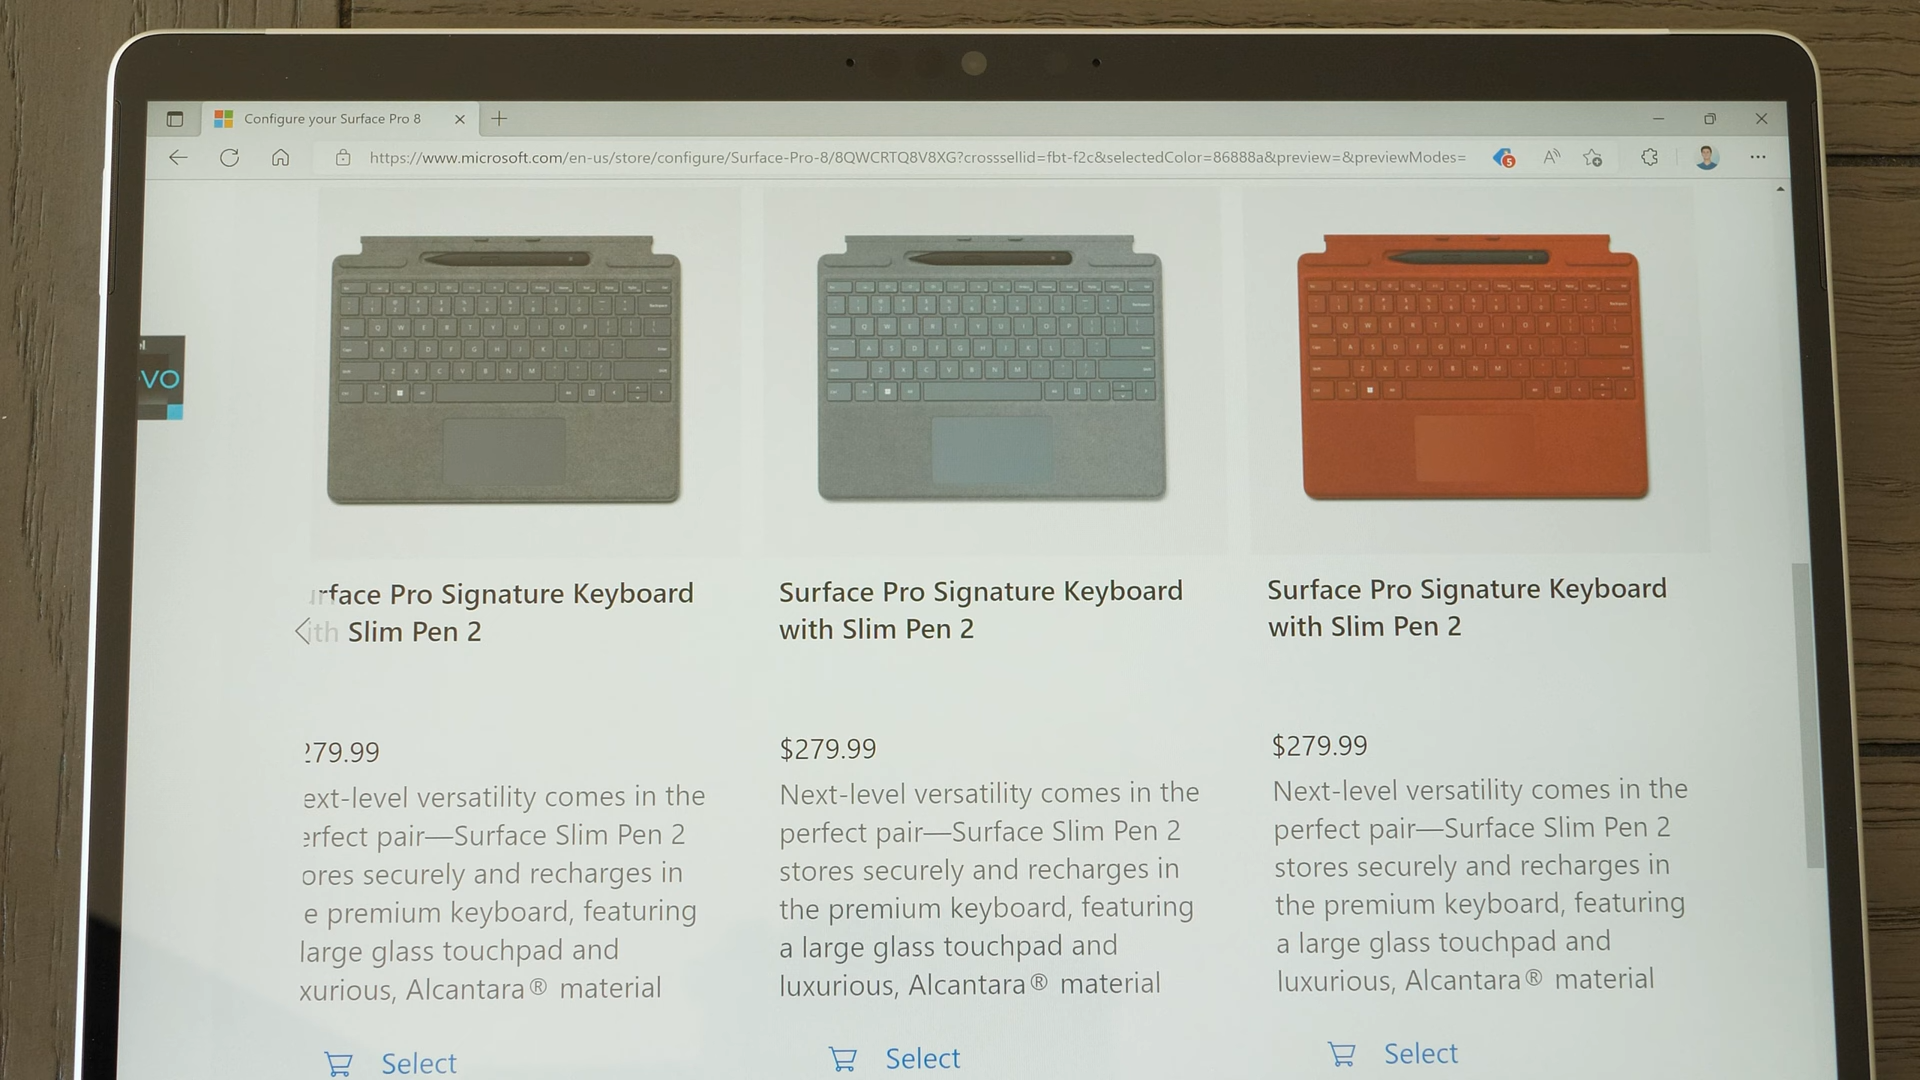 Configure your Surface Pro 8
https://www.microsoft.com/en-us/store/configure/Surface-Pro-8/8QWCRTQ8V8XG?crosssellid=fbt-f2c&selectedColor=86888a&preview=&previewModes=
5
VO
rface Pro Signature Keyboard
ith Slim Pen 2
279.99
ext-level versatility comes in the
erfect pair—Surface Slim Pen 2
ores securely and recharges in
e premium keyboard, featuring
large glass touchpad and
xurious, Alcantara® material
Select
Surface Pro Signature Keyboard
with Slim Pen 2
$279.99
Next-level versatility comes in the
perfect pair—Surface Slim Pen 2
stores securely and recharges in
the premium keyboard, featuring
a large glass touchpad and
luxurious, Alcantara® material
Select
Surface Pro Signature Keyboard
with Slim Pen 2
$279.99
Next-level versatility comes in the
perfect pair—Surface Slim Pen 2
stores securely and recharges in
the premium keyboard, featuring
a large glass touchpad and
luxurious, Alcantara® material
Select